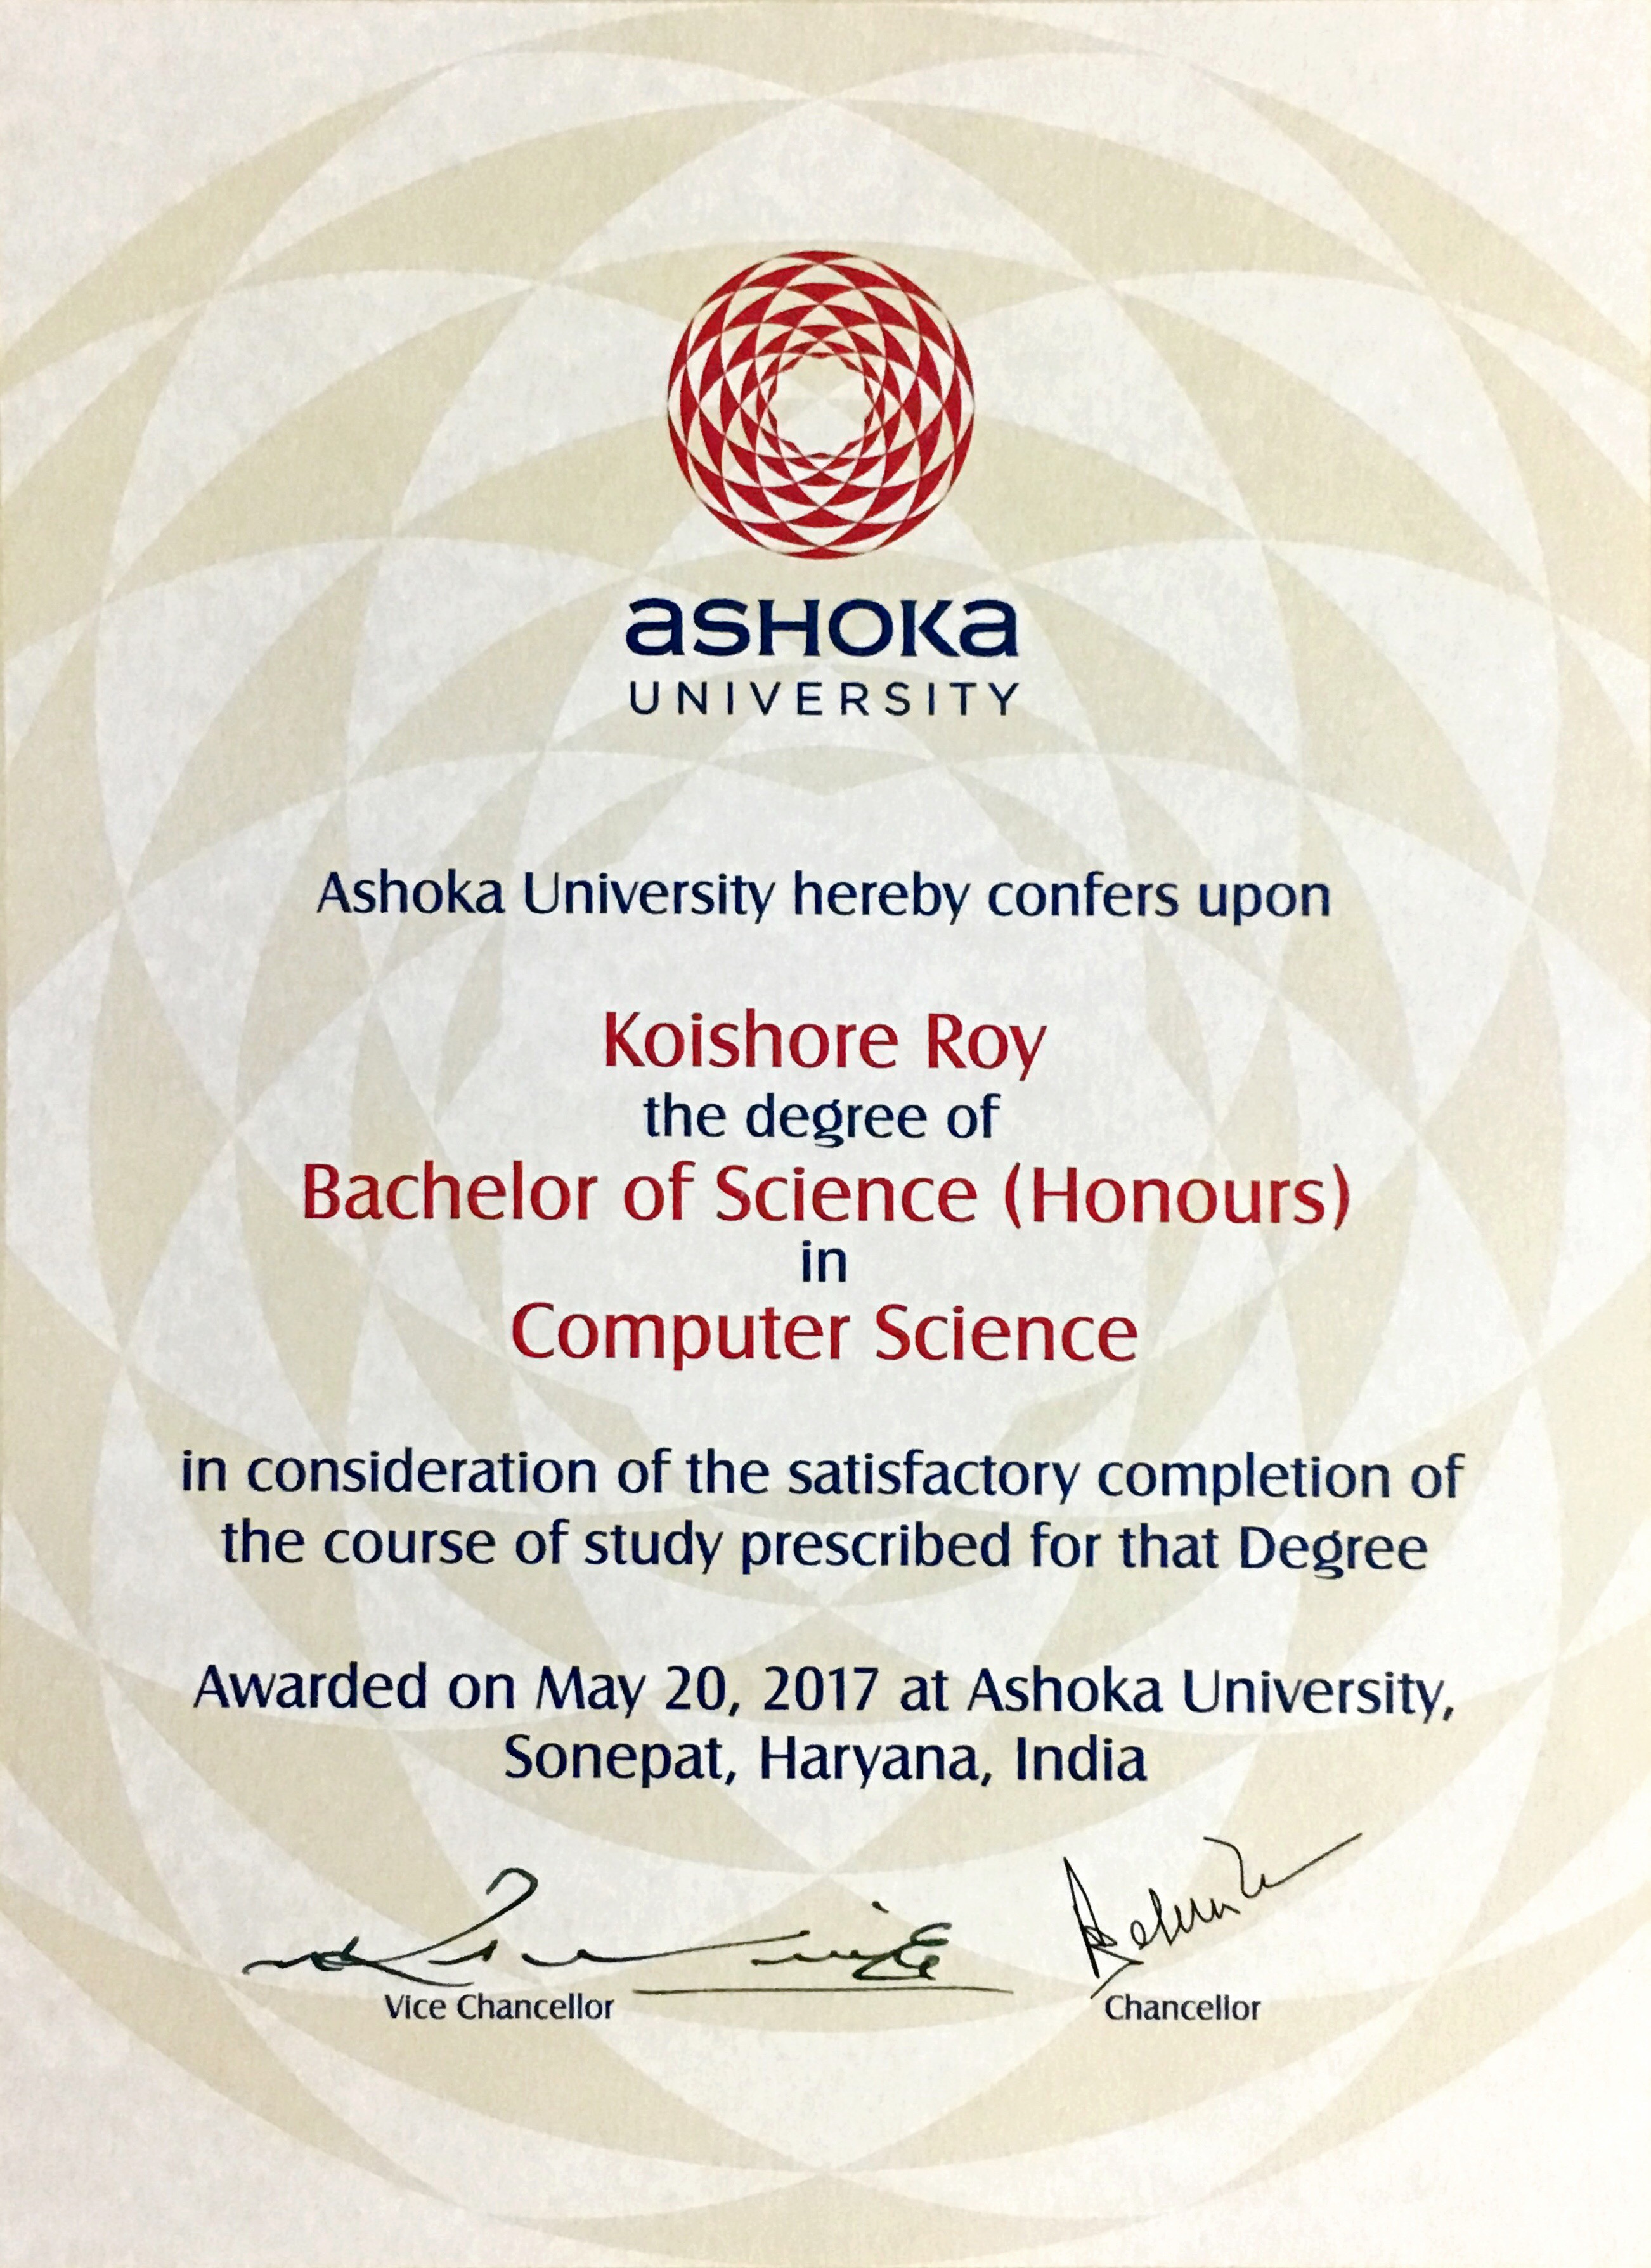 ASHOKA
UNIVERSITY
Ashoka University hereby confers upon
Koishore Roy
the degree of
Bachelor of Science (Honours)
in
Computer Science
in consideration of the satisfactory completion of
the course of study prescribed for that Degree
Awarded on May 20, 2017 at Ashoka University,
Sonepat, Haryana, India
Vice Chancellor
Chancellor